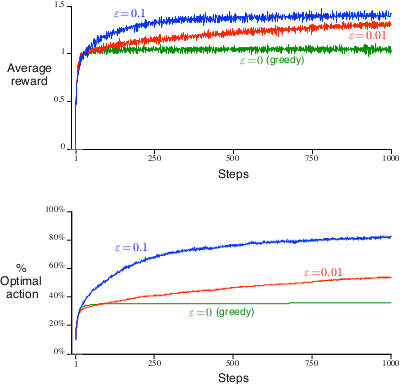 1.5
ε=0.1
1
ε=0.01
Average
reward
ε=0 (greedy)
0.5
0
1
250
500
750
1000
Steps
100%
80%
ε=0.1
60%
%
Optimal
action
ε=0.01
40%
ε=0 (greedy)
20%
0%
1
250
500
750
1000
Steps